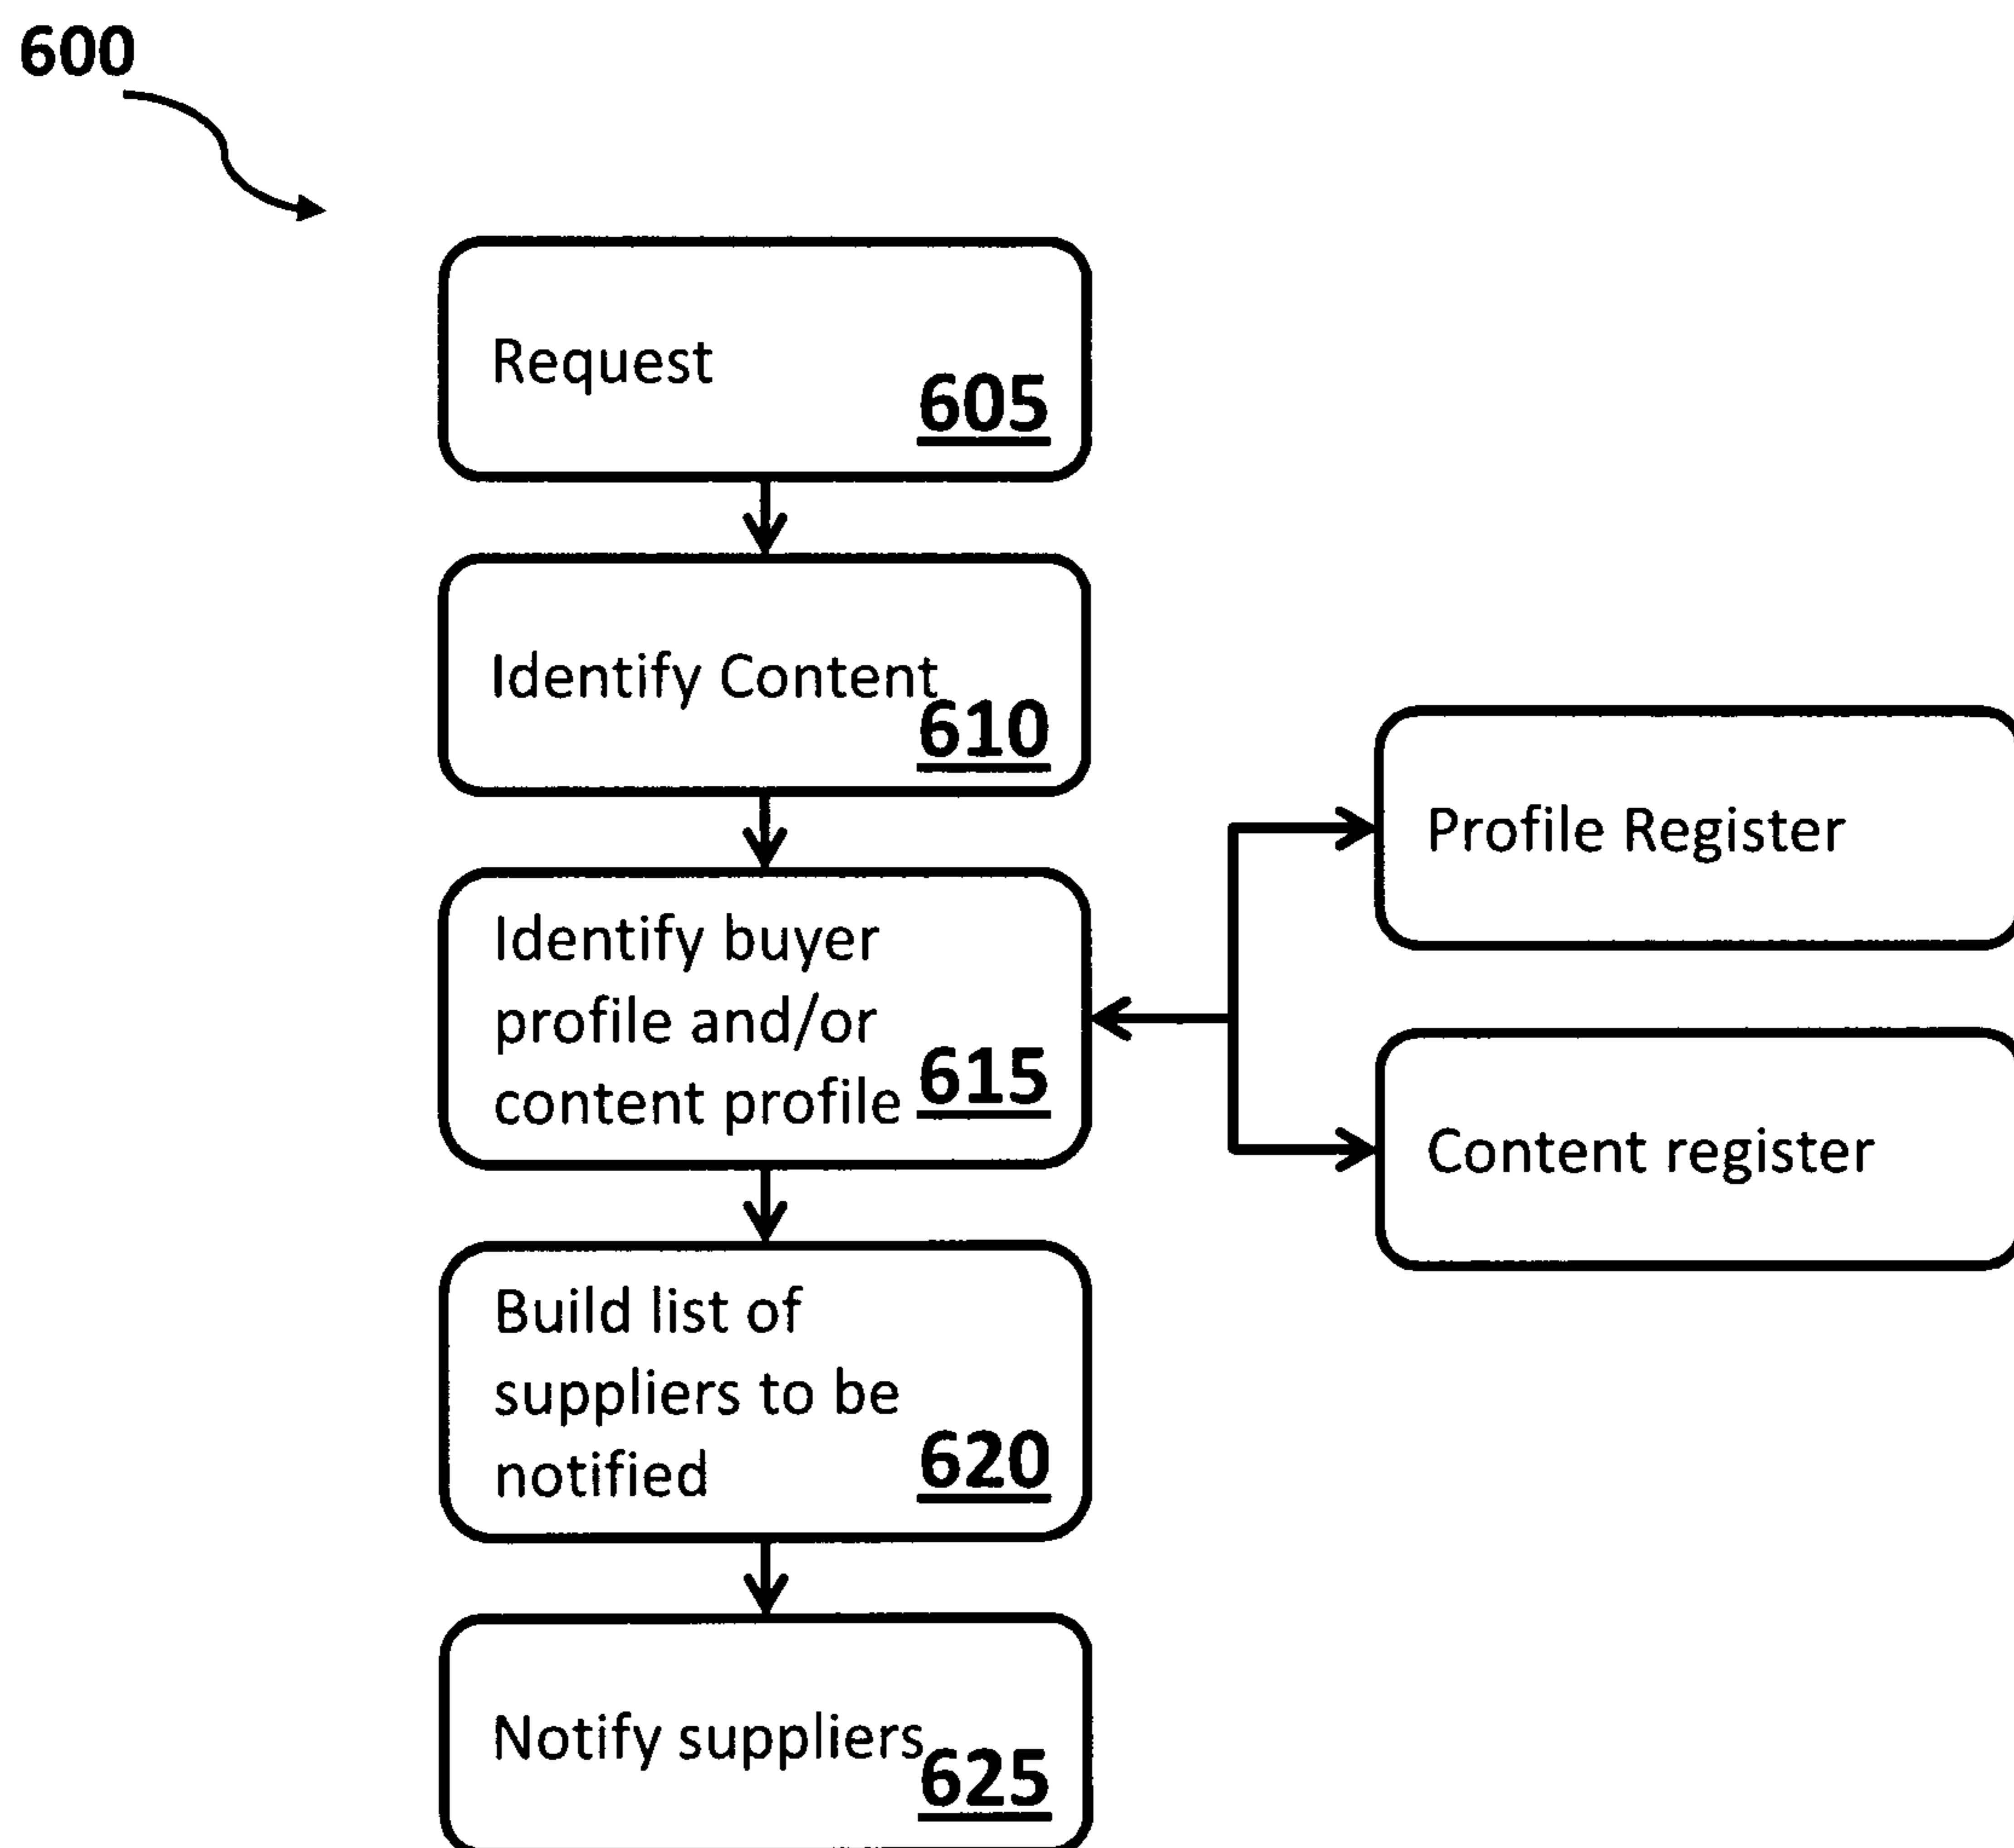 600
Request
605
Identify Content
610
Identify buyer
profile and/or
content profile
615
Profile Register
Content register
Build list of
suppliers to be
notified
620
Notify suppliers
625